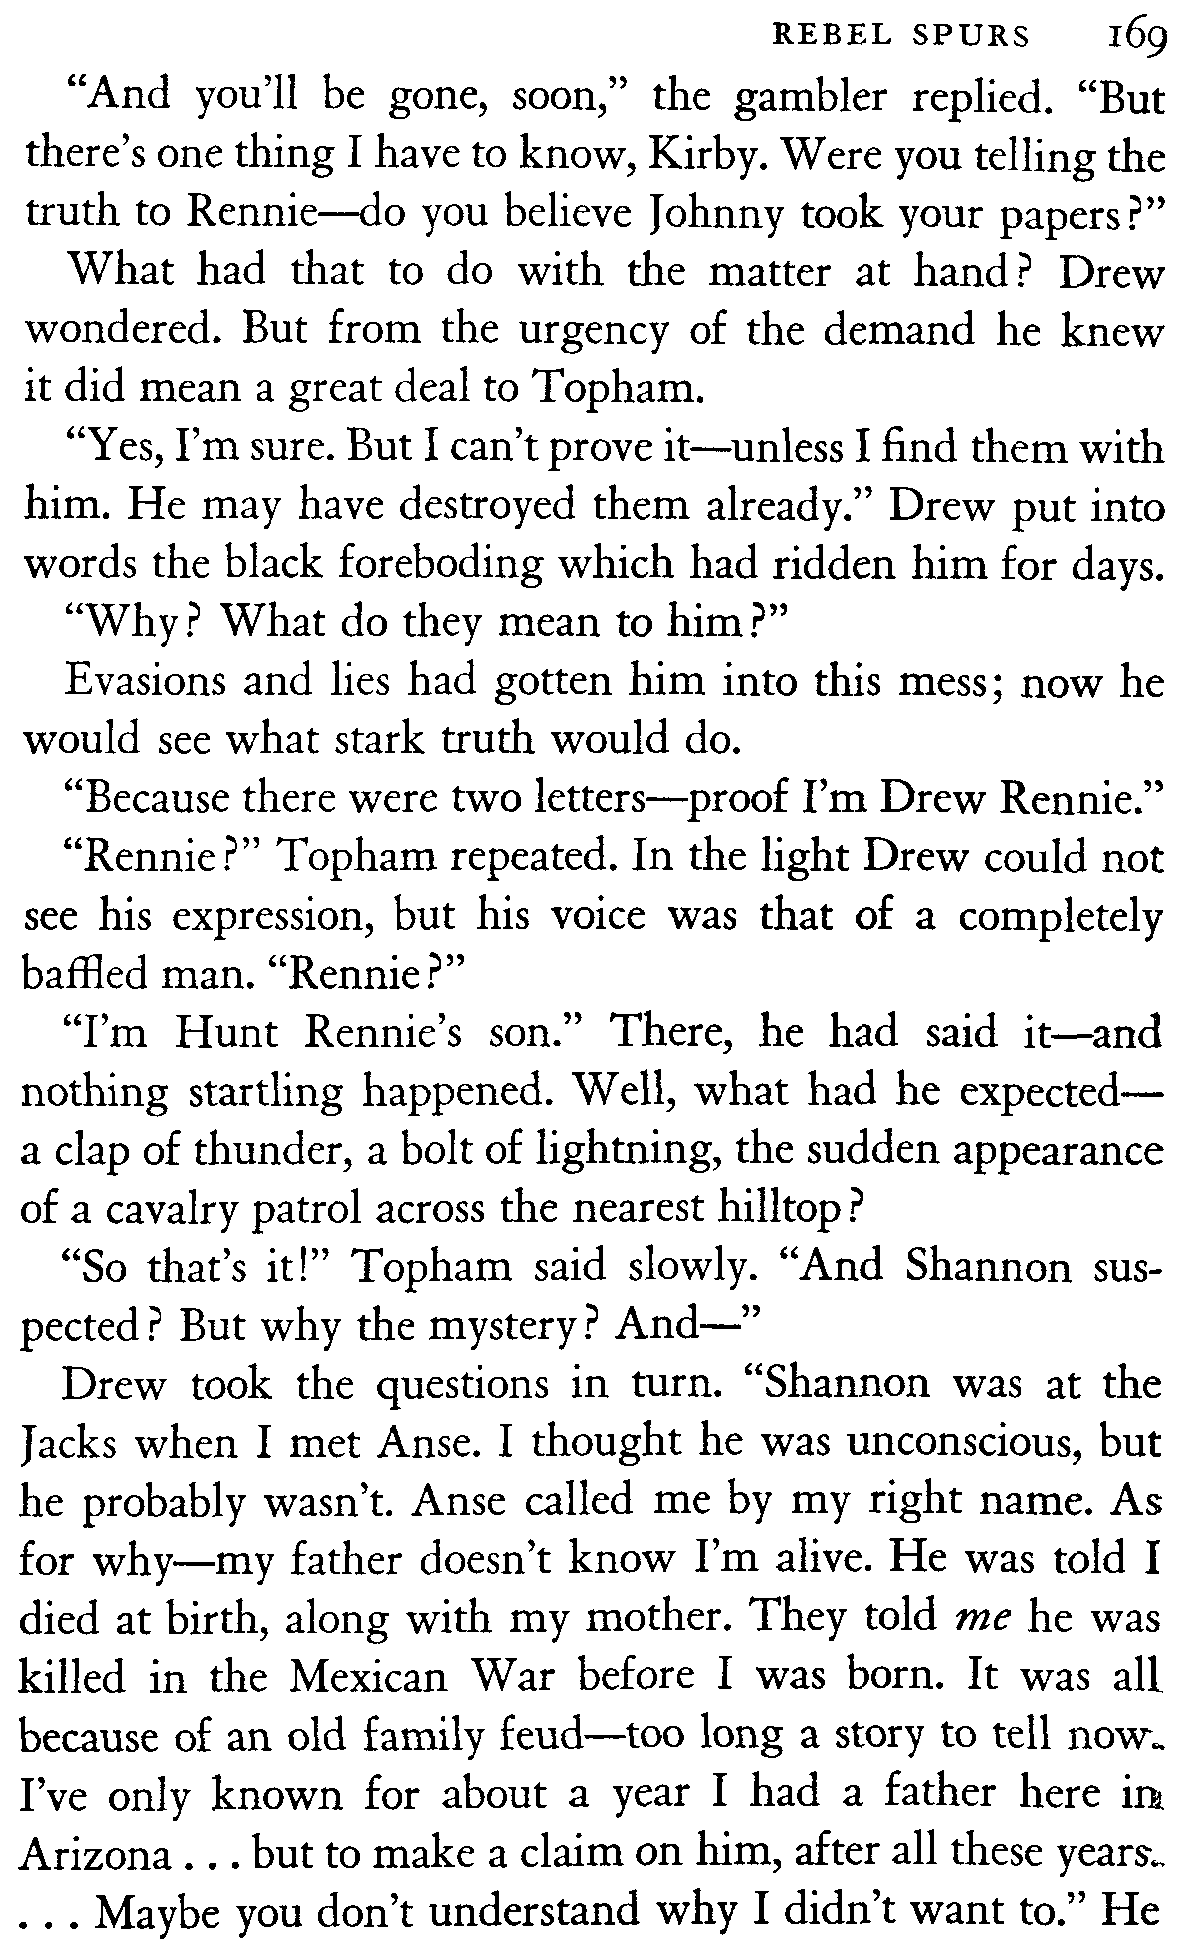 REBEL SPURS 169
“And you’ll be gone, soon,” the gambler replied. “But
there’s one thing I have to know, Kirby. Were you telling the
truth to Rennie—do you believe Johnny took your papers?”
What had that to do with the matter at hand? Drew
wondered. But from the urgency of the demand he knew
it did mean a great deal to Topham.
“Yes, I’m sure. But I can’t prove it—unless I find them with
him. He may have destroyed them already.” Drew put into
words the black foreboding which had ridden him for days.
“Why? What do they mean to him?”
Evasions and lies had gotten him into this mess; now he
would see what stark truth would do.
“Because there were two letters—proof I’m Drew Rennie.”
“Rennie?” Topham repeated. In the light Drew could not
see his expression, but his voice was that of a completely
baffled man. “Rennie?”
“I’m Hunt Rennie’s son.” There, he had said it—and
nothing startling happened. Well, what had he expected—
a clap of thunder, a bolt of lightning, the sudden appearance
of a cavalry patrol across the nearest hilltop?
“So that’s it!” Topham said slowly. “And Shannon sus-
pected? But why the mystery? And—”
Drew took the questions in turn. “Shannon was at the
Jacks when I met Anse. I thought he was unconscious, but
he probably wasn’t. Anse called me by my right name. As
for why—my father doesn’t know I’m alive. He was told I
died at birth, along with my mother. They told me he was
killed in the Mexican War before I was born. It was all
because of an old family feud—too long a story to tell now.
I’ve only known for about a year I had a father here in
Arizona . . . but to make a claim on him, after all these years.
. . . Maybe you don’t understand why I didn’t want to.” He